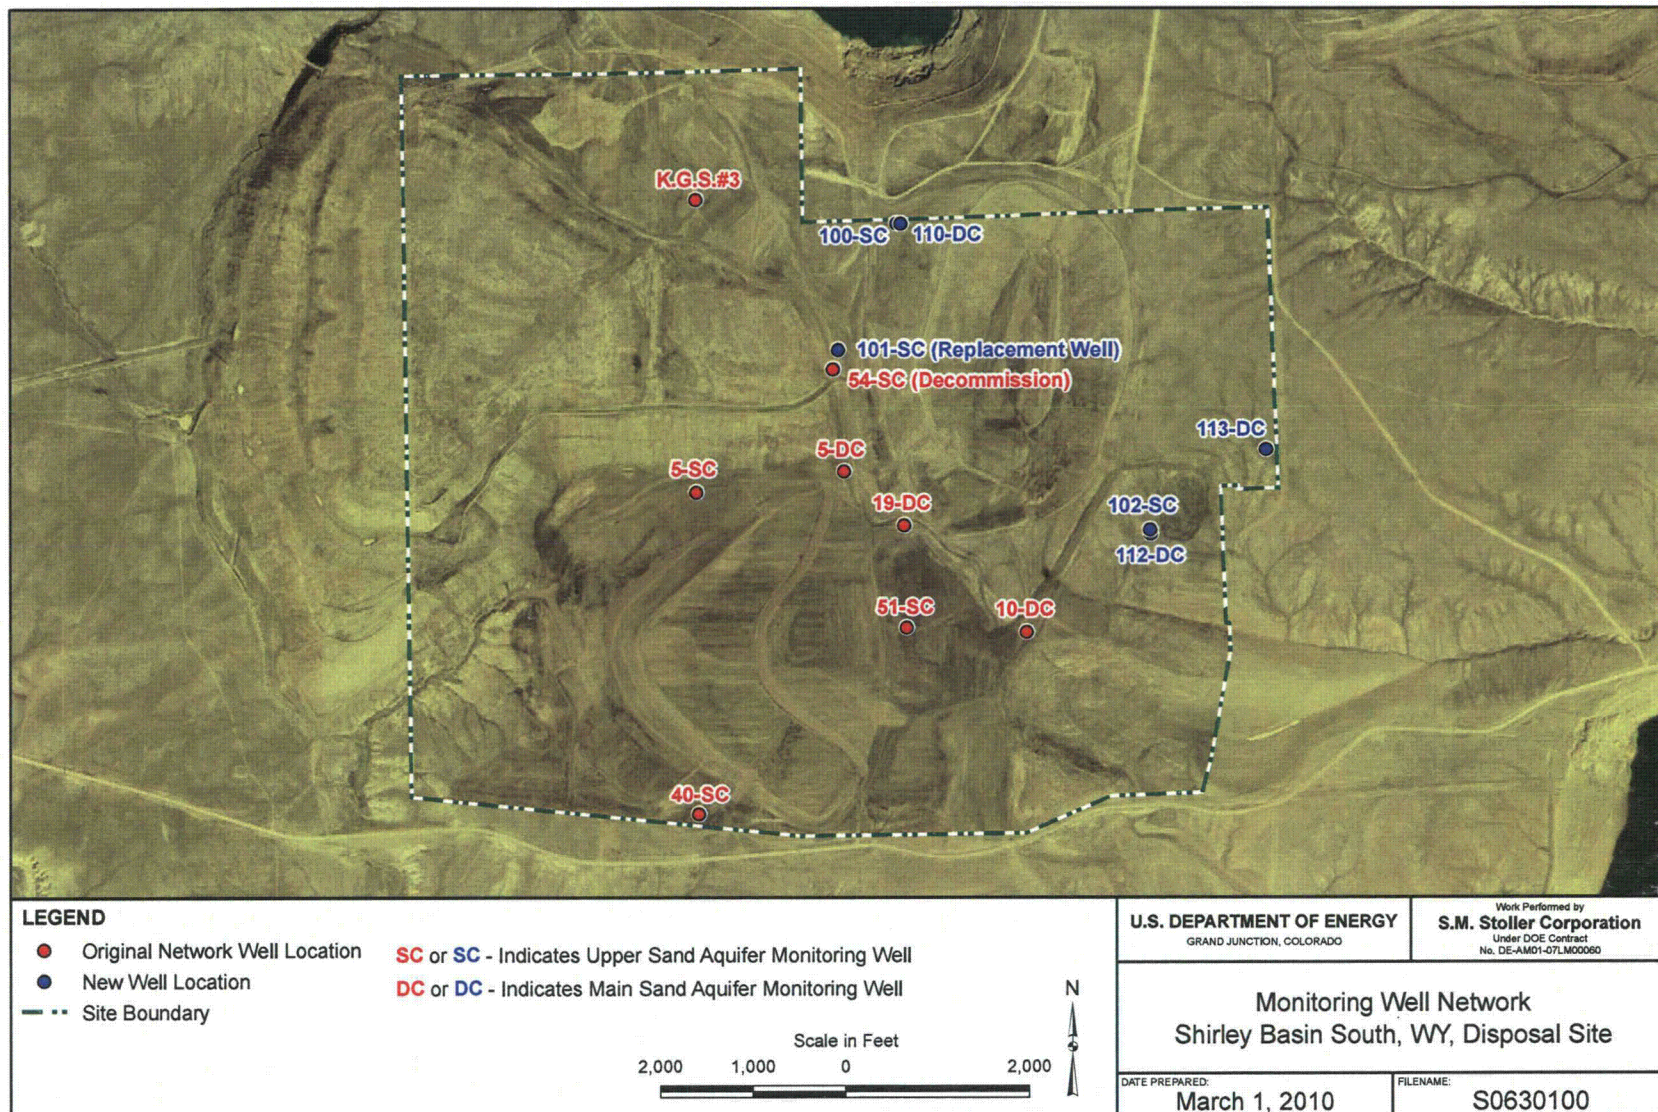 K.G.S.#3
100-SC 110-DC
101-SC (Replacement Well)
54-SC (Decommission)
113-DC
5-DC
5-SC
19-DC
102-SC
112-DC
51-SC
10-DC
40-SC
LEGEND
Original Network Well Location
New Well Location
Site Boundary
SC or SC - Indicates Upper Sand Aquifer Monitoring Well
DC or DC - Indicates Main Sand Aquifer Monitoring Well
N
Scale in Feet
2,000 1,000 0 2,000
U.S. DEPARTMENT OF ENERGY
GRAND JUNCTION, COLORADO
Work Performed by
S.M. Stoller Corporation
Under DOE Contract
No. DE-AM01-07LM00060
Monitoring Well Network
Shirley Basin South, WY, Disposal Site
DATE PREPARED:
March 1, 2010
FILENAME:
S0630100